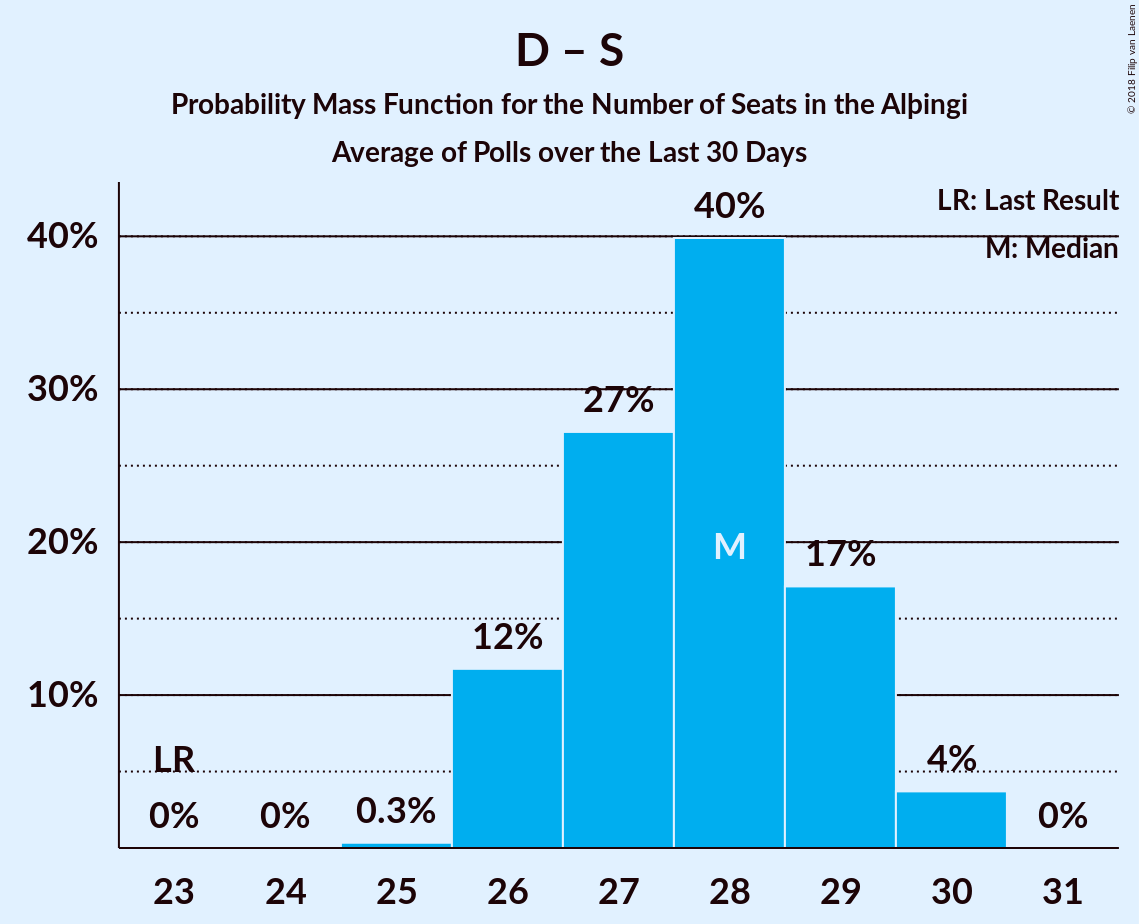 D – S
Probability Mass Function for the Number of Seats in the Alþingi
Average of Polls over the Last 30 Days
© 2018 Filip van Laenen
LR: Last Result
M: Median
40%
30%
20%
10%
LR
0%
0%
0.3%
12%
27%
40%
M
17%
4%
0%
23 24 25 26 27 28 29 30 31